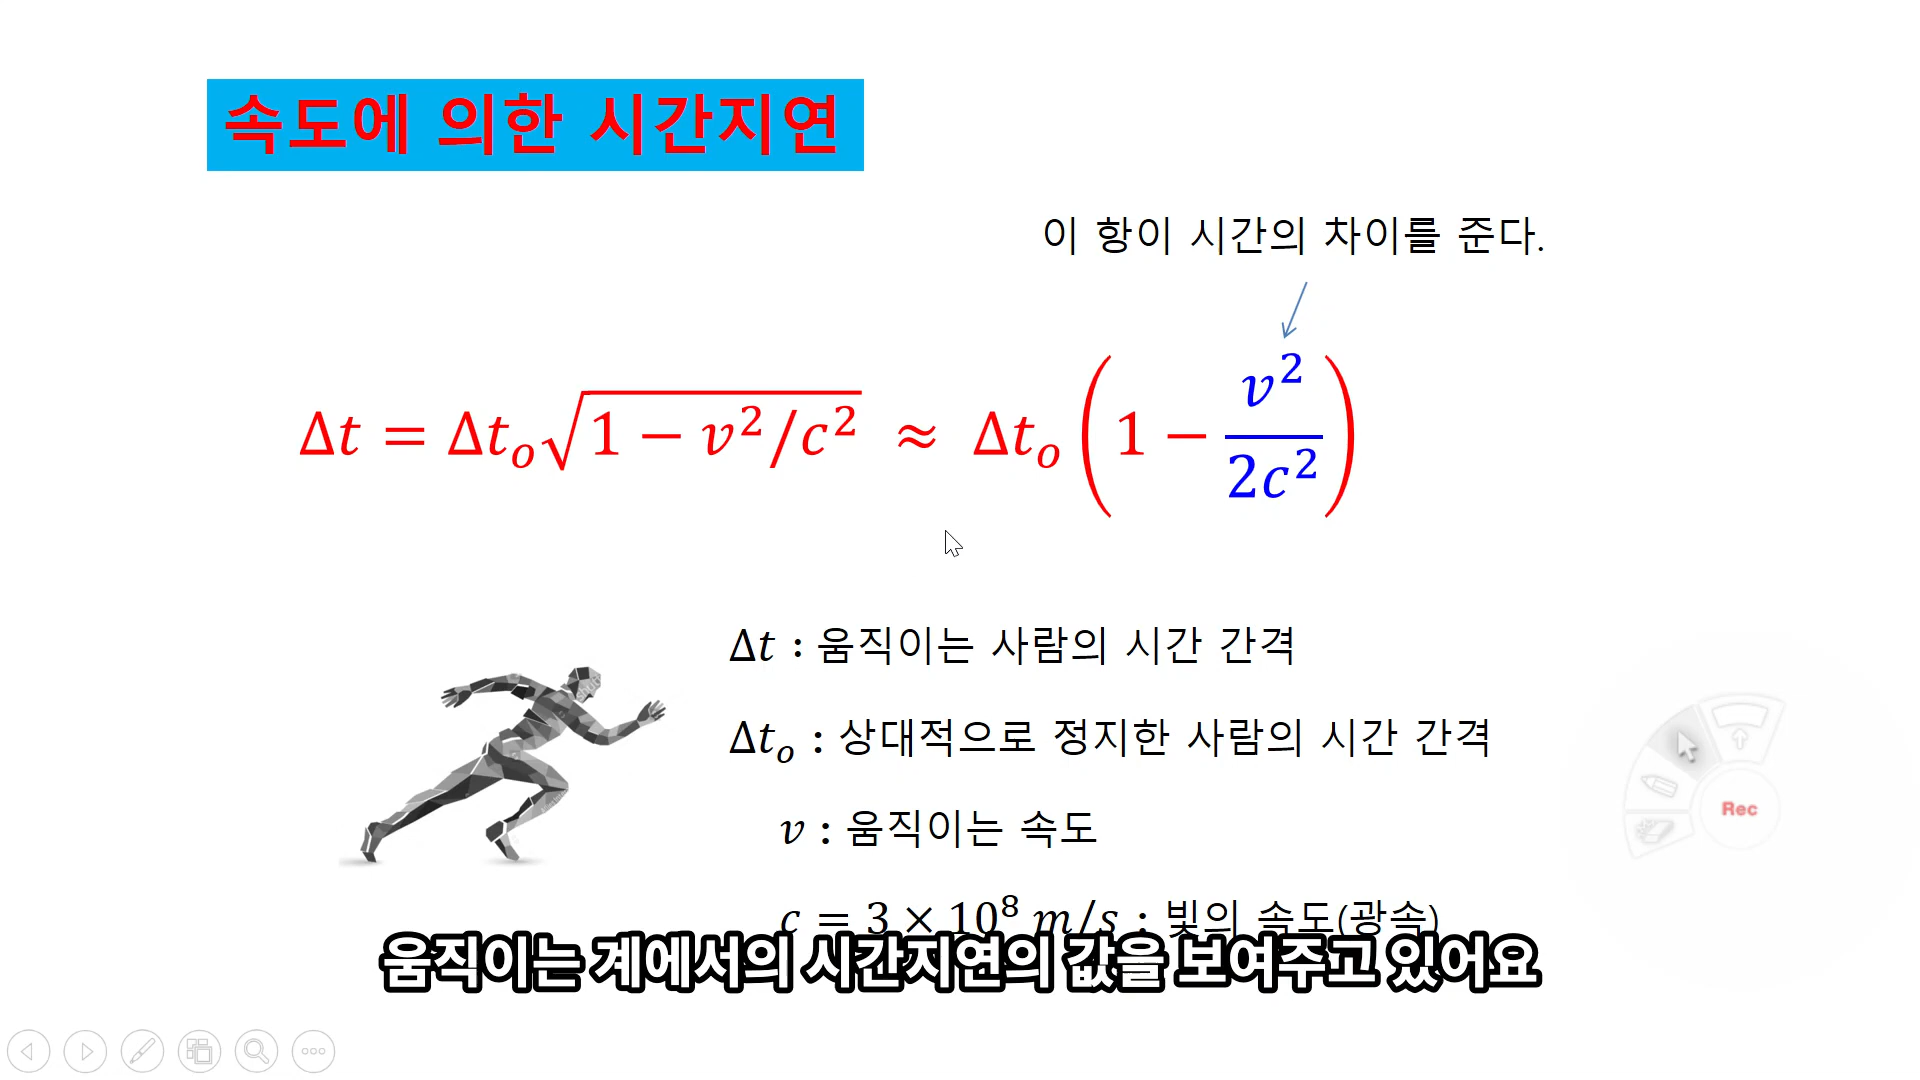 속도에 의한 시간지연
이 항이 시간의 차이를 준다.
Δt = Δt₀√(1 − v²/c²) ≈ Δt₀(1 − v²/2c²)
Δt : 움직이는 사람의 시간 간격
Δt₀ : 상대적으로 정지한 사람의 시간 간격
v : 움직이는 속도
c = 3 × 10⁸ m/s : 빛의 속도(광속)
움직이는 계에서의 시간지연의 값을 보여주고 있어요
Rec